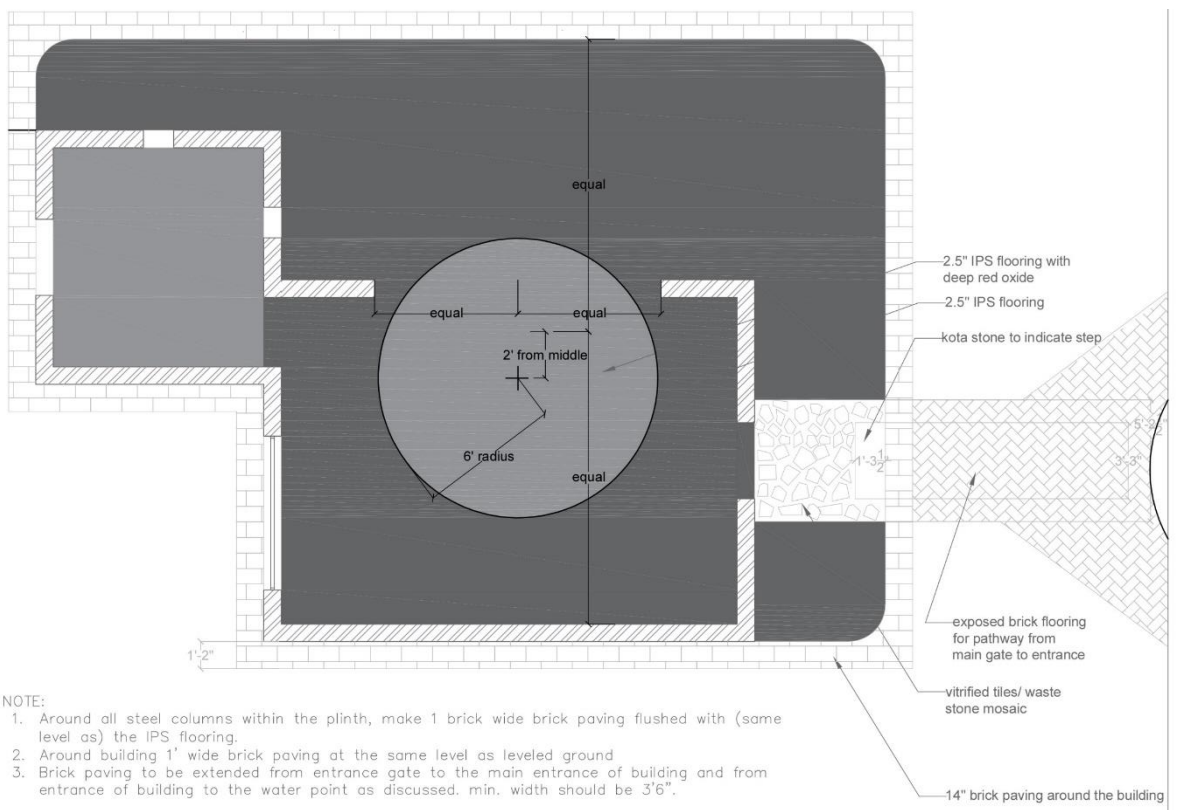 equal
2.5" IPS flooring with
deep red oxide
2.5" IPS flooring
equal
equal
kota stone to indicate step
2' from middle
5'-2½"
6' radius
1'-3½"
3'-3"
equal
exposed brick flooring
for pathway from
main gate to entrance
1'-2"
vitrified tiles/ waste
stone mosaic
NOTE:
1. Around all steel columns within the plinth, make 1 brick wide brick paving flushed with (same
level as) the IPS flooring.
2. Around building 1' wide brick paving at the same level as leveled ground
3. Brick paving to be extended from entrance gate to the main entrance of building and from
entrance of building to the water point as discussed. min. width should be 3'6".
14" brick paving around the building